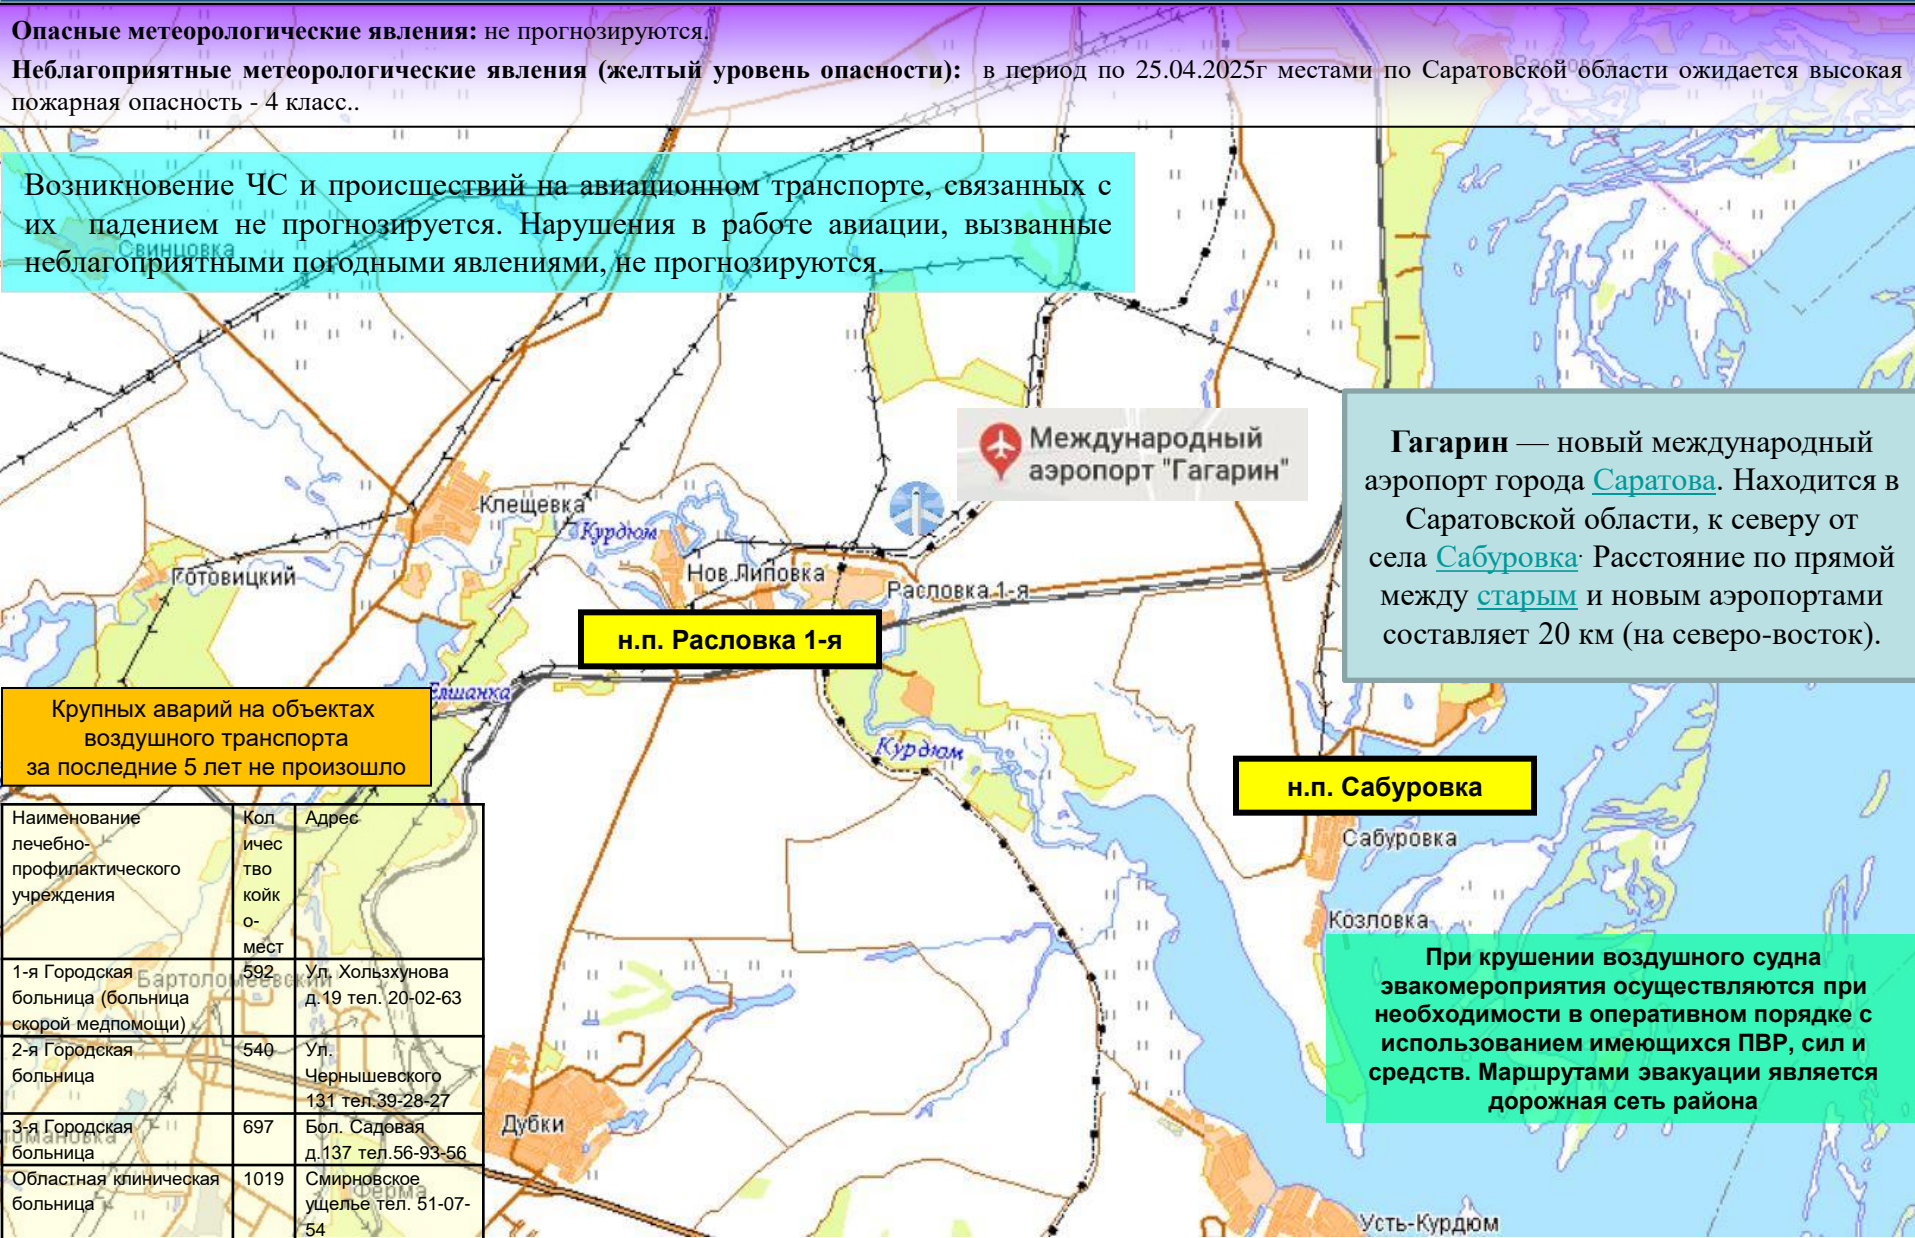 Опасные метеорологические явления: не прогнозируются.
Неблагоприятные метеорологические явления (желтый уровень опасности): в период по 25.04.2025г местами по Саратовской области ожидается высокая
пожарная опасность - 4 класс..
Возникновение ЧС и происшествий на авиационном транспорте, связанных с
их падением не прогнозируется. Нарушения в работе авиации, вызванные
неблагоприятными погодными явлениями, не прогнозируются.
Свинцовка
Международный
аэропорт "Гагарин"
Гагарин — новый международный
аэропорт города Саратова. Находится в
Саратовской области, к северу от
села Сабуровка. Расстояние по прямой
между старым и новым аэропортами
составляет 20 км (на северо-восток).
Клещевка
Курдюм
Готовицкий
Нов.Липовка
Расловка 1-я
н.п. Расловка 1-я
Елшанка
Курдюм
Крупных аварий на объектах
воздушного транспорта
за последние 5 лет не произошло
н.п. Сабуровка
Сабуровка
Козловка
Наименование
лечебно-
профилактического
учреждения
Кол
ичес
тво
койк
о-
мест
Адрес
1-я Городская
больница (больница
скорой медпомощи)
592
Ул. Хользхунова
д.19 тел. 20-02-63
2-я Городская
больница
540
Ул.
Чернышевского
131 тел.39-28-27
3-я Городская
больница
697
Бол. Садовая
д.137 тел.56-93-56
Областная клиническая
больница
1019
Смирновское
ущелье тел. 51-07-
54
Бартоломеевский
Ферма
Дубки
При крушении воздушного судна
эвакомероприятия осуществляются при
необходимости в оперативном порядке с
использованием имеющихся ПВР, сил и
средств. Маршрутами эвакуации является
дорожная сеть района
Усть-Курдюм